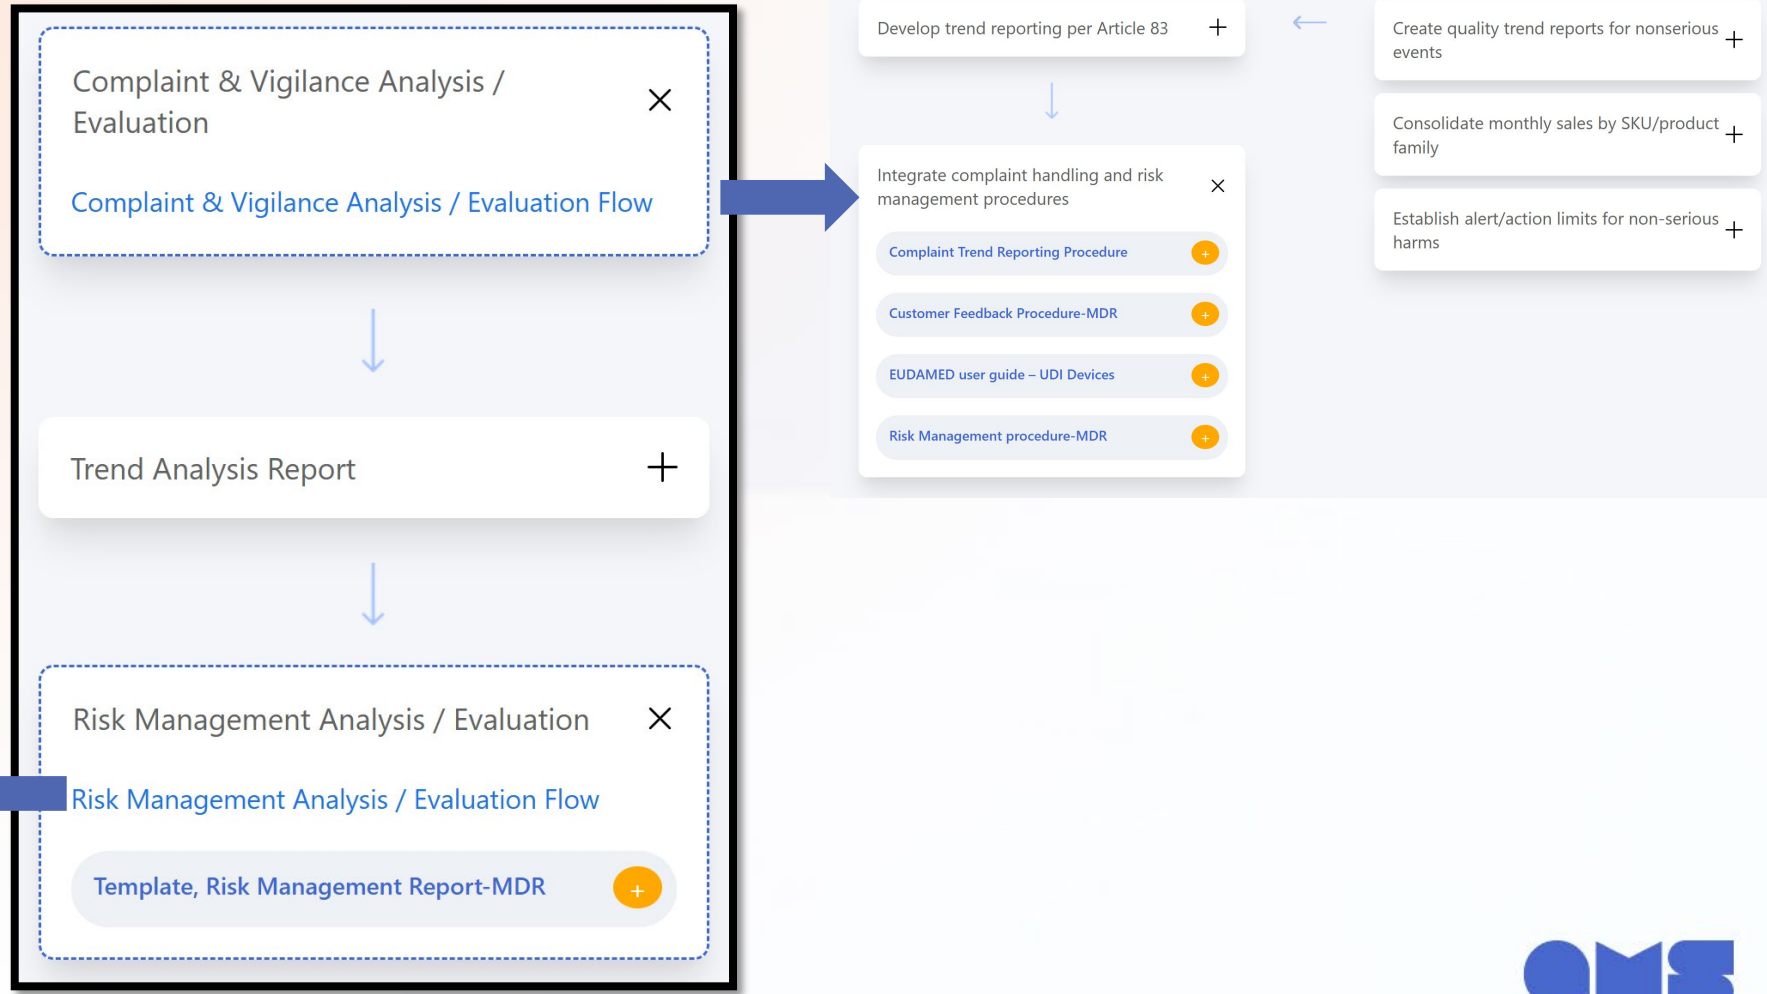 Complaint & Vigilance Analysis /
Evaluation
Complaint & Vigilance Analysis / Evaluation Flow
Trend Analysis Report
Risk Management Analysis / Evaluation
Risk Management Analysis / Evaluation Flow
Template, Risk Management Report-MDR
Develop trend reporting per Article 83
Integrate complaint handling and risk
management procedures
Complaint Trend Reporting Procedure
Customer Feedback Procedure-MDR
EUDAMED user guide – UDI Devices
Risk Management procedure-MDR
Create quality trend reports for nonserious
events
Consolidate monthly sales by SKU/product
family
Establish alert/action limits for non-serious
harms
OMS